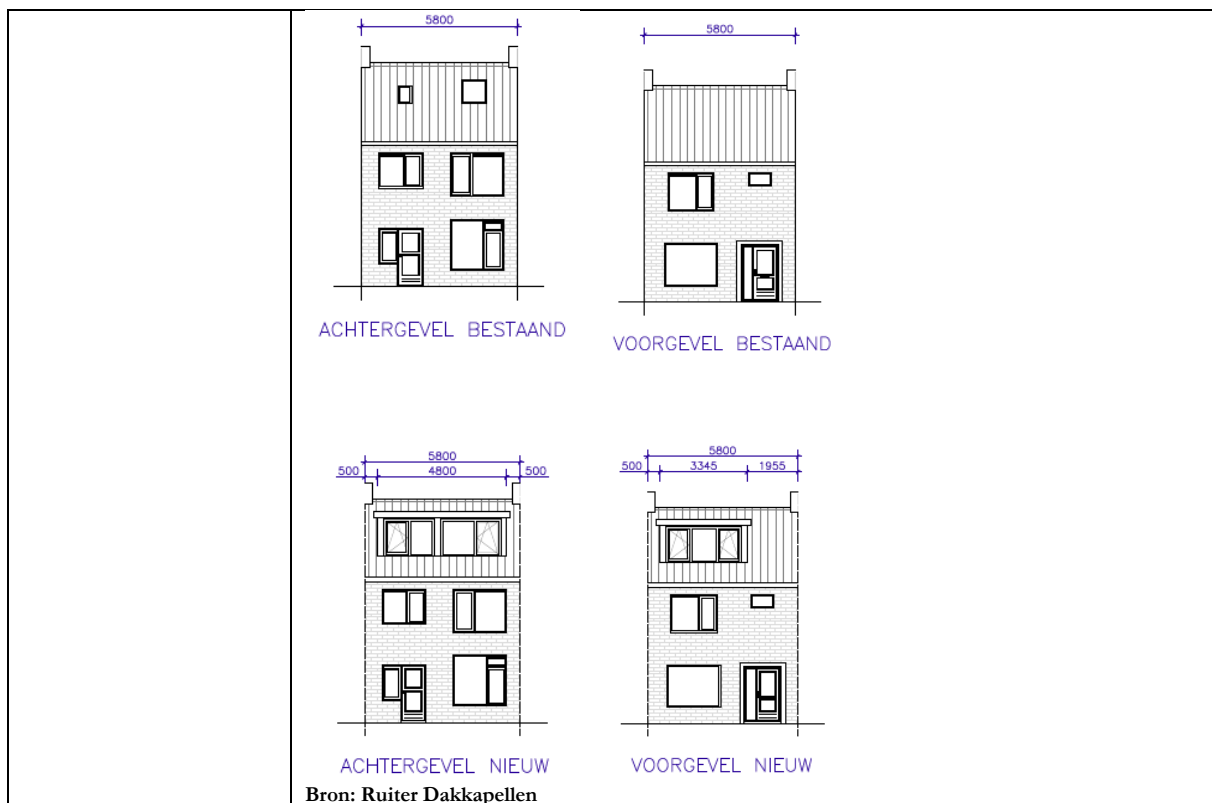 5800
5800
ACHTERGEVEL BESTAAND
VOORGEVEL BESTAAND
5800
500 4800 500
5800
500 3345 1955
ACHTERGEVEL NIEUW
VOORGEVEL NIEUW
Bron: Ruiter Dakkapellen